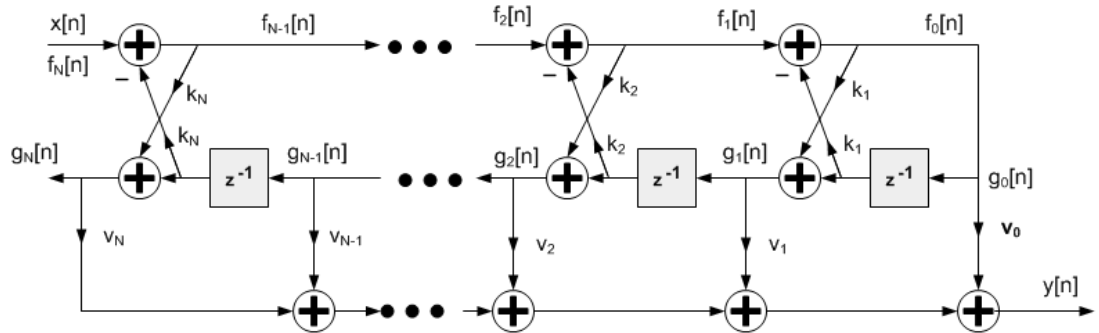 x[n] f_{N-1}[n] f_2[n] f_1[n] f_0[n]
f_N[n]
− − −
k_N k_2 k_1
k_N k_2 k_1
g_N[n] z^{-1} g_{N-1}[n] g_2[n] z^{-1} g_1[n] z^{-1} g_0[n]
v_N v_{N-1} v_2 v_1 v_0
y[n]